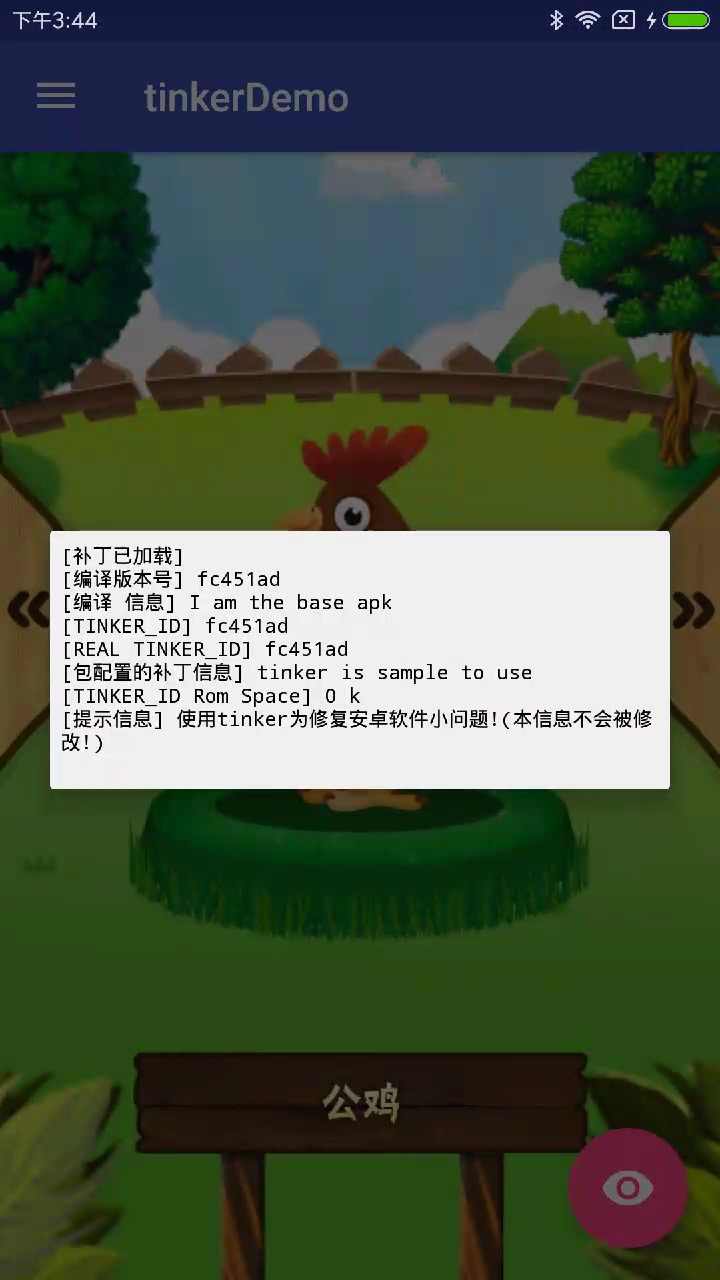 下午3:44
tinkerDemo
[补丁已加载]
[编译版本号] fc451ad
[编译 信息] I am the base apk
[TINKER_ID] fc451ad
[REAL TINKER_ID] fc451ad
[包配置的补丁信息] tinker is sample to use
[TINKER_ID Rom Space] 0 k
[提示信息] 使用tinker为修复安卓软件小问题!(本信息不会被修
改!)
公鸡